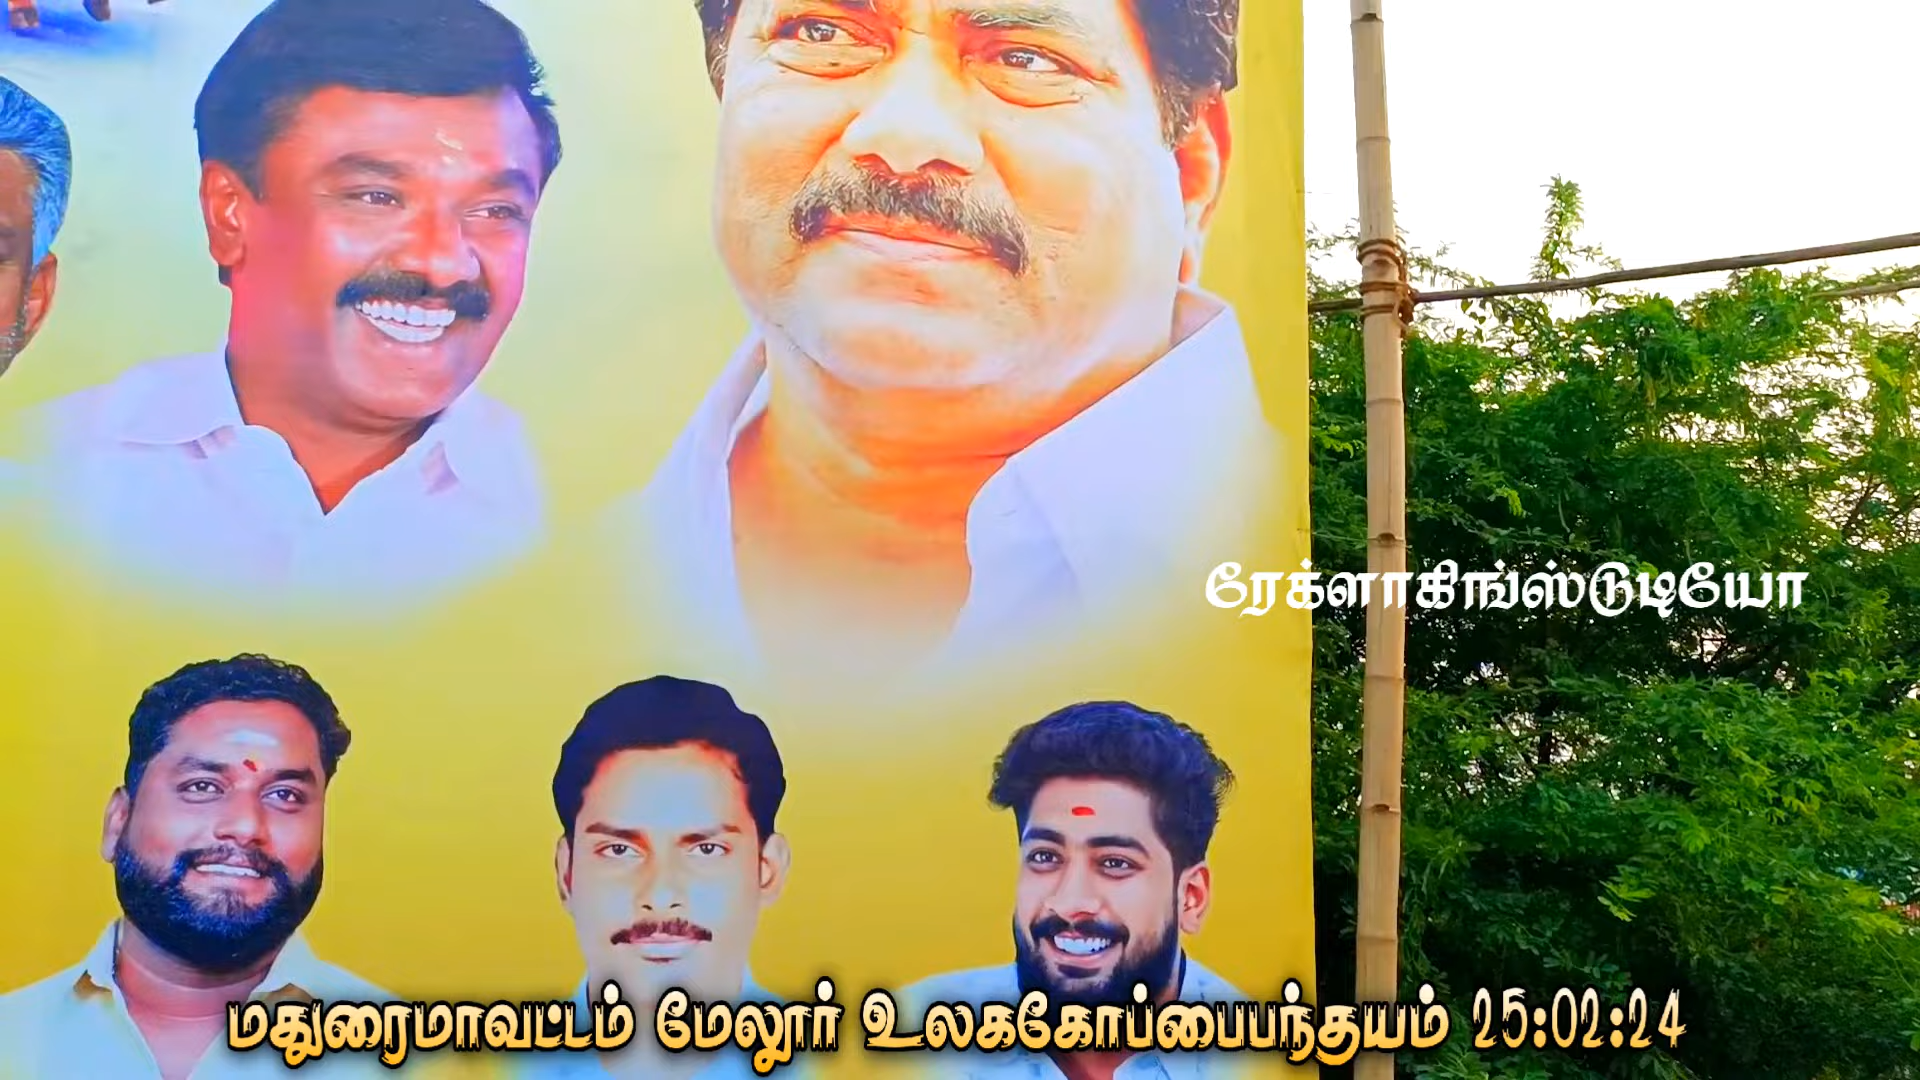 ரேக்ளாகிங்ஸ்டுடியோ
மதுரைமாவட்டம் மேலூர் உலககோப்பைபந்தயம் 25:02:24